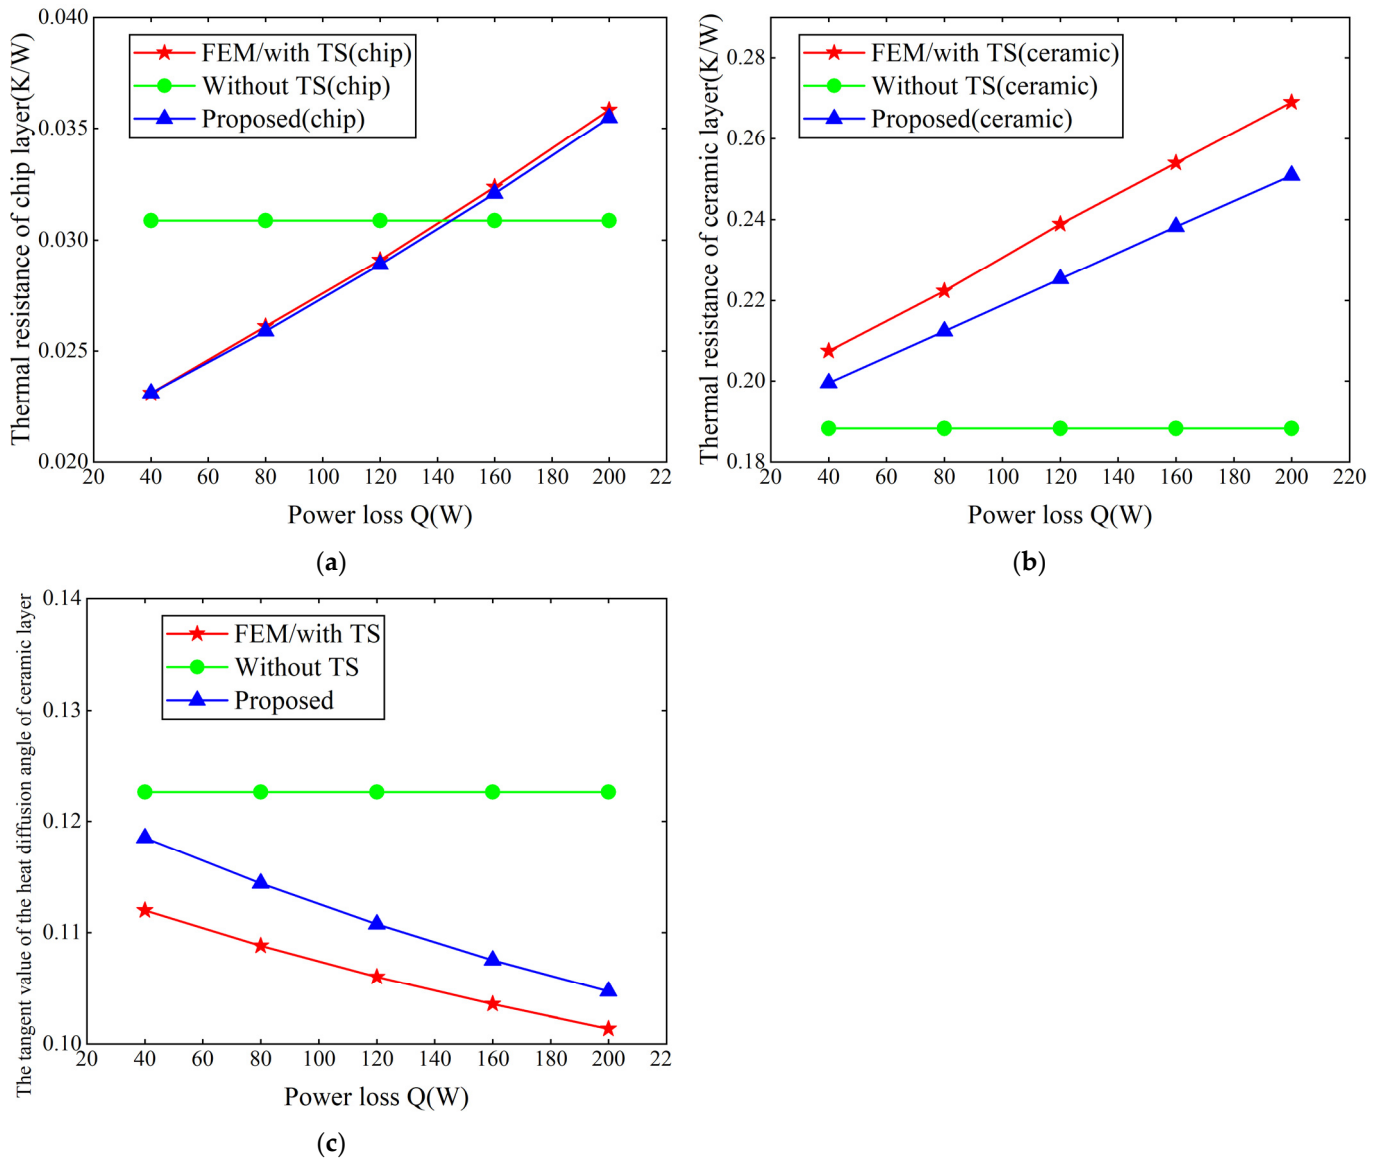 0.040
0.035
0.030
0.025
0.020
Thermal resistance of chip layer(K/W)
FEM/with TS(chip)
Without TS(chip)
Proposed(chip)
20 40 60 80 100 120 140 160 180 200 22
Power loss Q(W)
(a)
0.28
0.26
0.24
0.22
0.20
0.18
Thermal resistance of ceramic layer(K/W)
FEM/with TS(ceramic)
Without TS(ceramic)
Proposed(ceramic)
20 40 60 80 100 120 140 160 180 200 220
Power loss Q(W)
(b)
0.14
0.13
0.12
0.11
0.10
The tangent value of the heat diffusion angle of ceramic layer
FEM/with TS
Without TS
Proposed
20 40 60 80 100 120 140 160 180 200 22
Power loss Q(W)
(c)